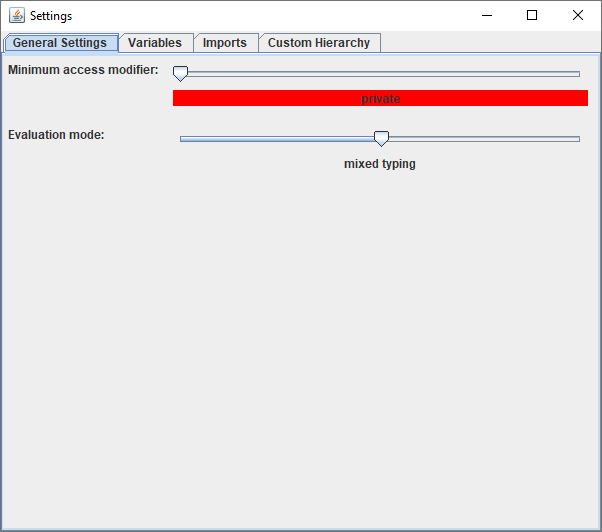 Settings
General Settings Variables Imports Custom Hierarchy
Minimum access modifier:
private
Evaluation mode:
mixed typing